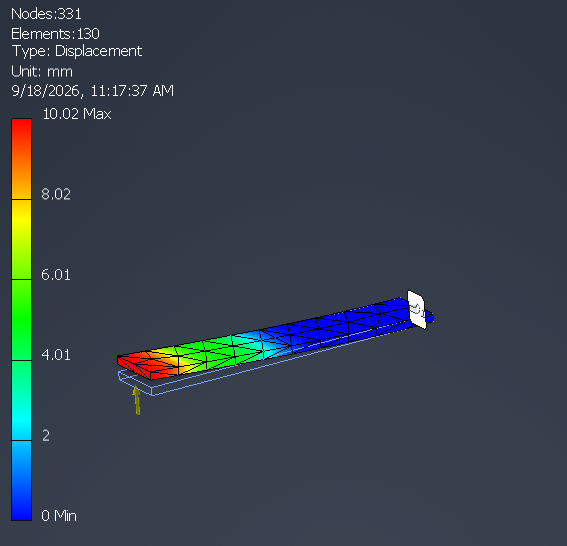 Nodes:331
Elements:130
Type: Displacement
Unit: mm
9/18/2026, 11:17:37 AM
10.02 Max
8.02
6.01
4.01
2
0 Min